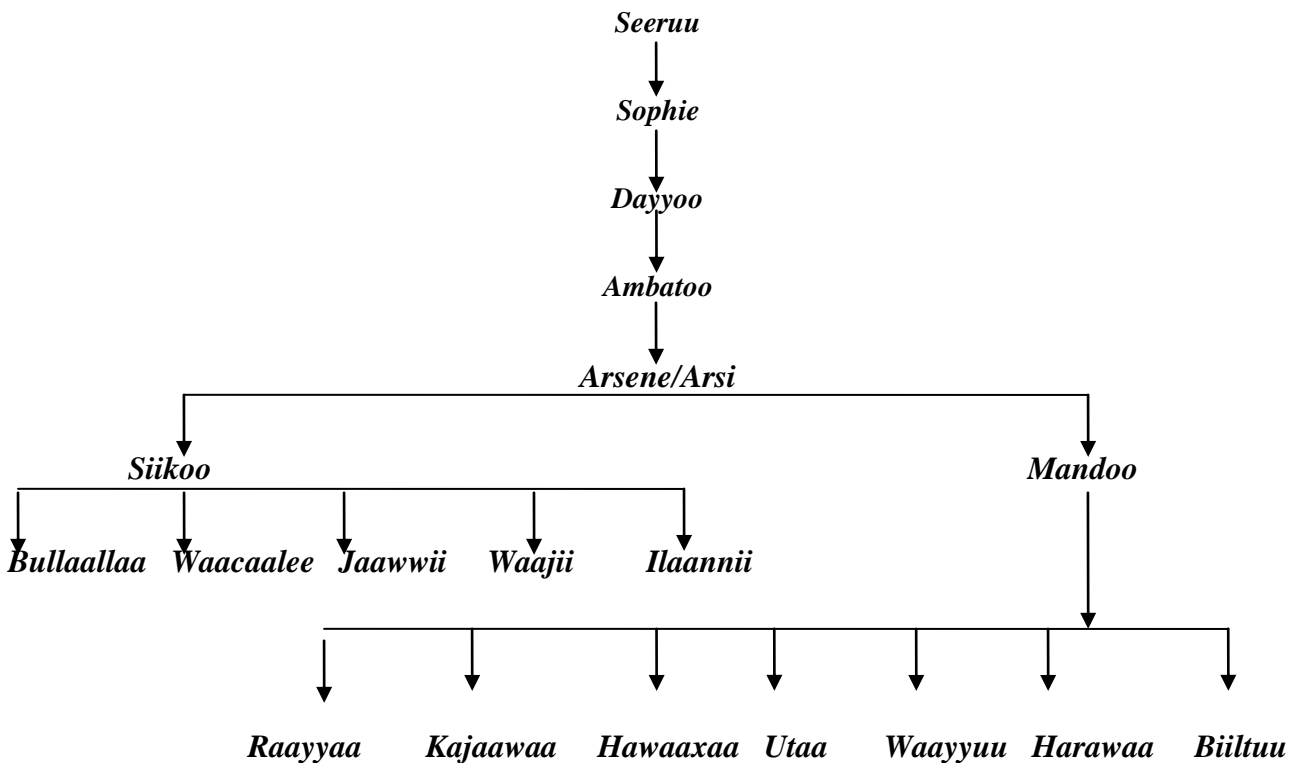 Seeruu
Sophie
Dayyoo
Ambatoo
Arsene/Arsi
Siikoo Mandoo
Bullaallaa Waacaalee Jaawwii Waajii Ilaannii
Raayyaa Kajaawaa Hawaaxaa Utaa Waayyuu Harawaa Biiltuu